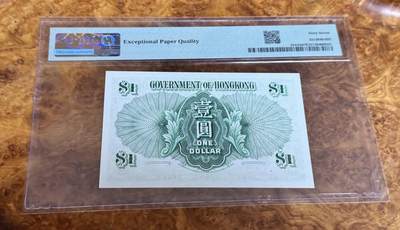 Exceptional Paper Quality
$1 GOVERNMENT OF HONGKONG $1
壹
圓
ONE
DOLLAR
$1 $1